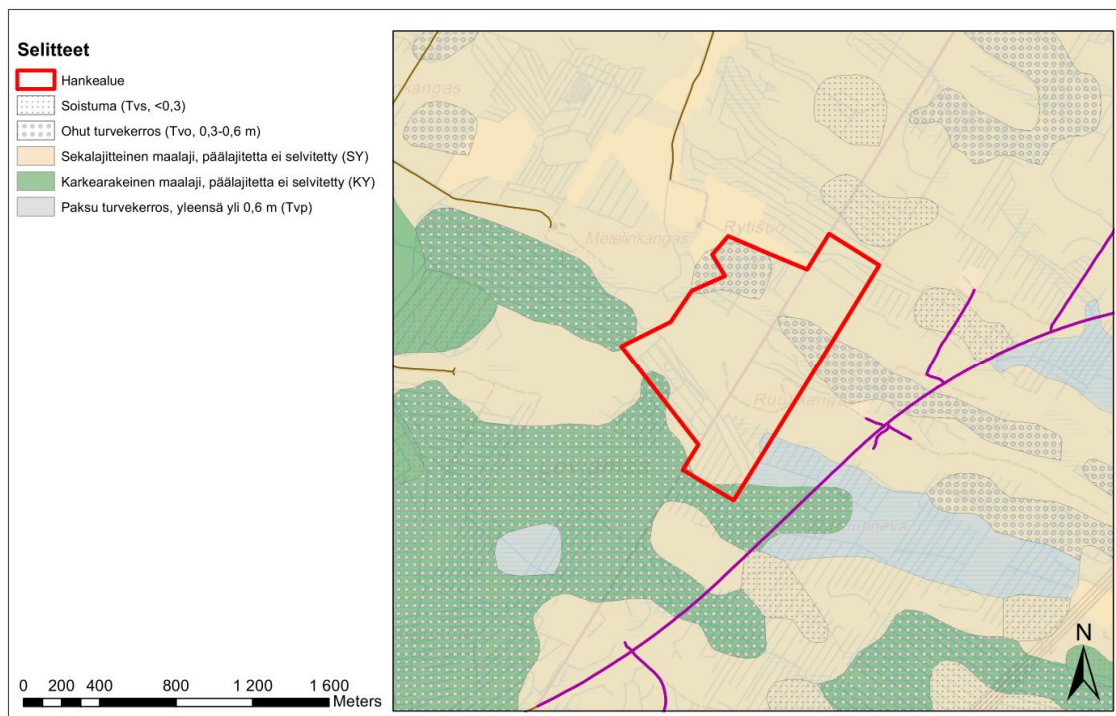 Selitteet
Hankealue
Soistuma (Tvs, <0,3)
Ohut turvekerros (Tvo, 0,3-0,6 m)
Sekalajitteinen maalaji, päälajitetta ei selvitetty (SY)
Karkearakeinen maalaji, päälajitetta ei selvitetty (KY)
Paksu turvekerros, yleensä yli 0,6 m (Tvp)
0 200 400 800 1 200 1 600
Meters
kangas
Rytisuo
Metelinkangas
N